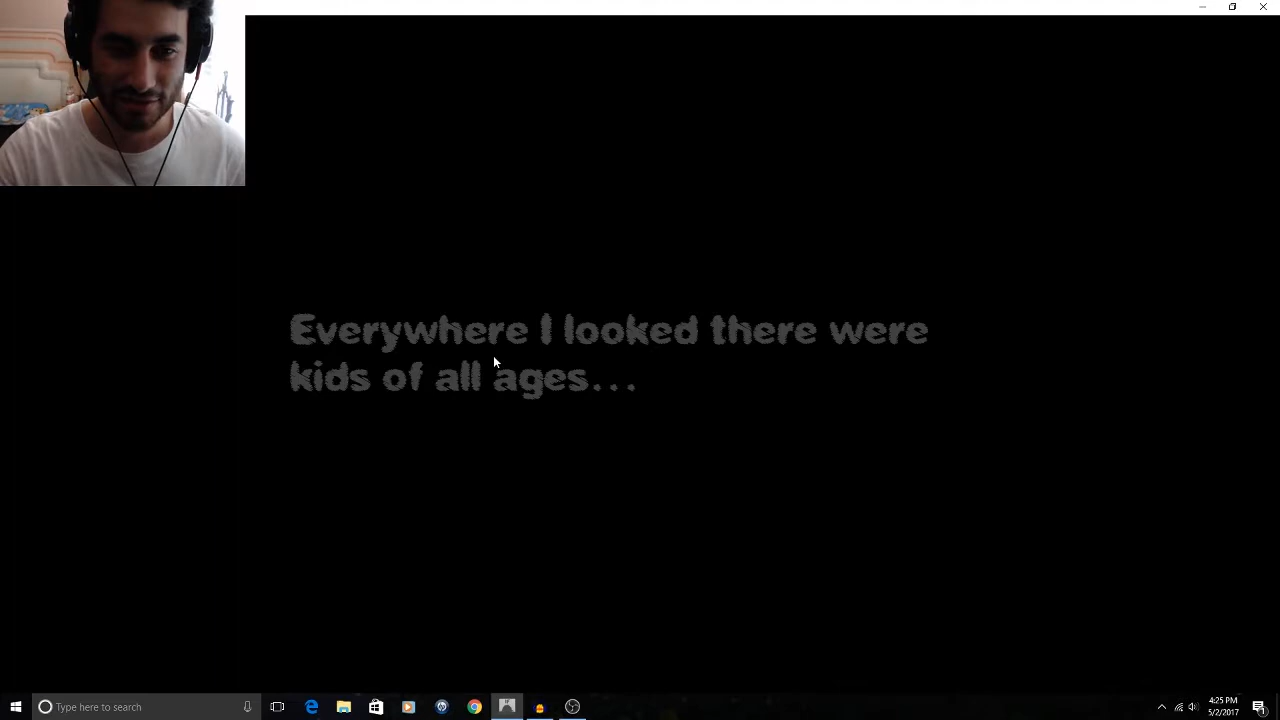 Everywhere I looked there were
kids of all ages...
Type here to search
4:25 PM
5/2/2017